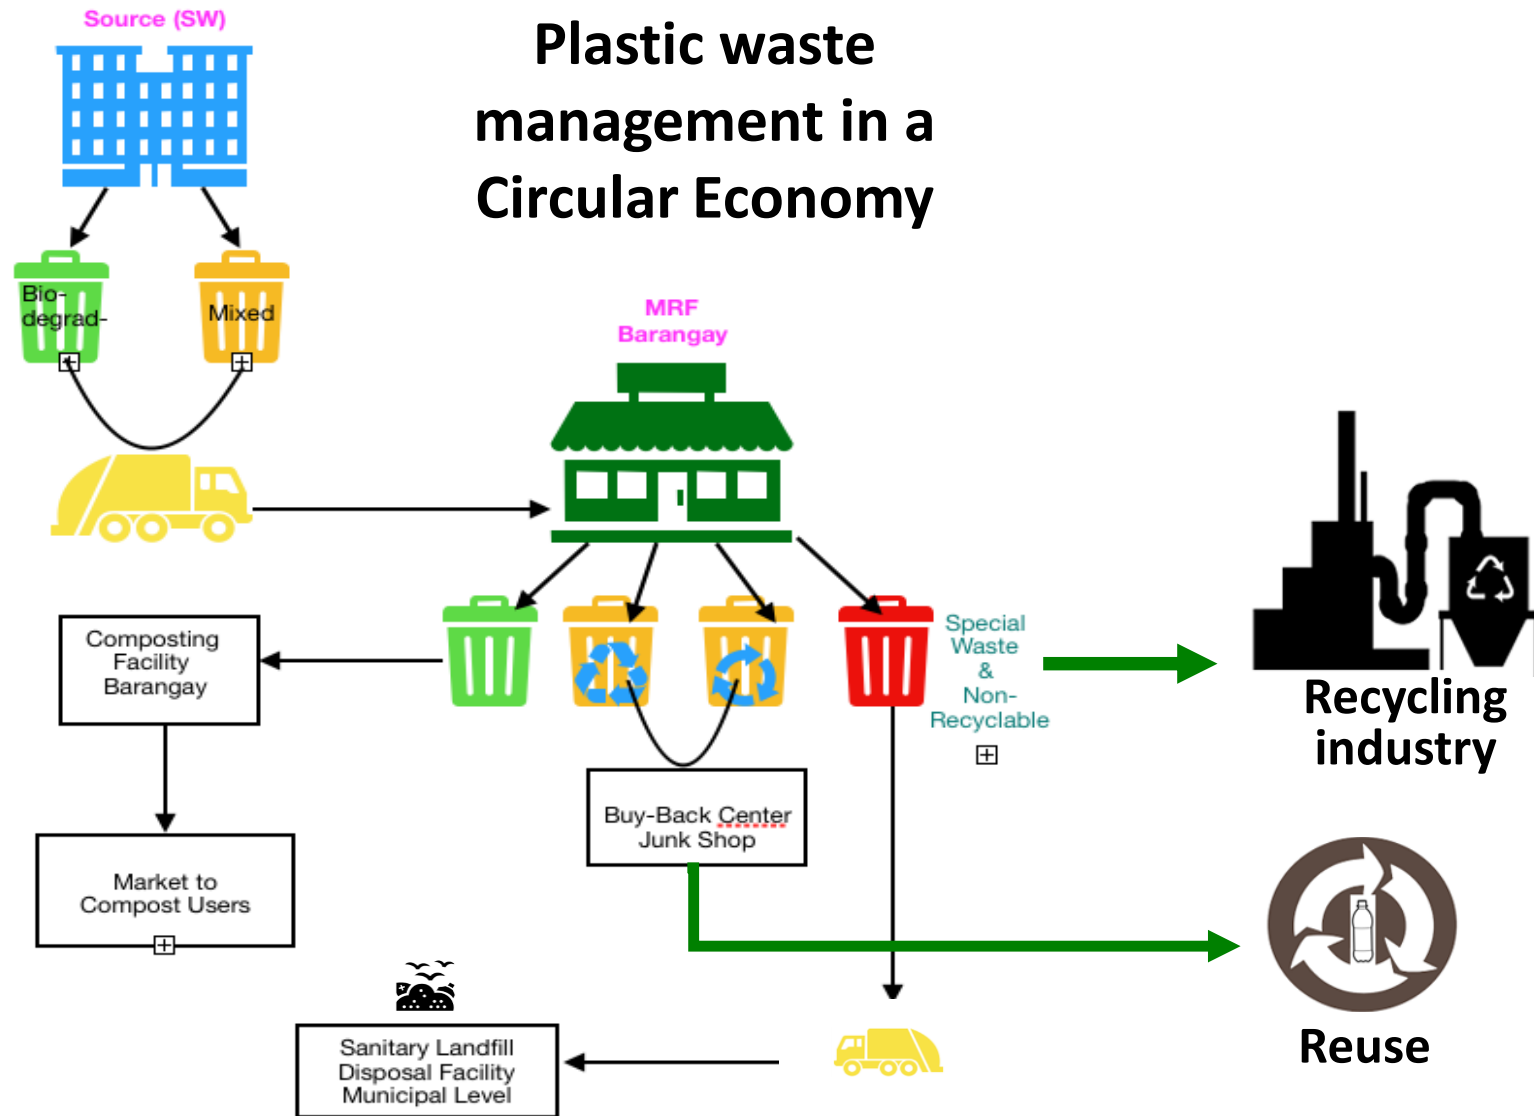 Source (SW)
Plastic waste
management in a
Circular Economy
Bio-
degrad-
Mixed
MRF
Barangay
Special
Waste
&
Non-
Recyclable
Composting
Facility
Barangay
Recycling
industry
Buy-Back Center
Junk Shop
Market to
Compost Users
Sanitary Landfill
Disposal Facility
Municipal Level
Reuse